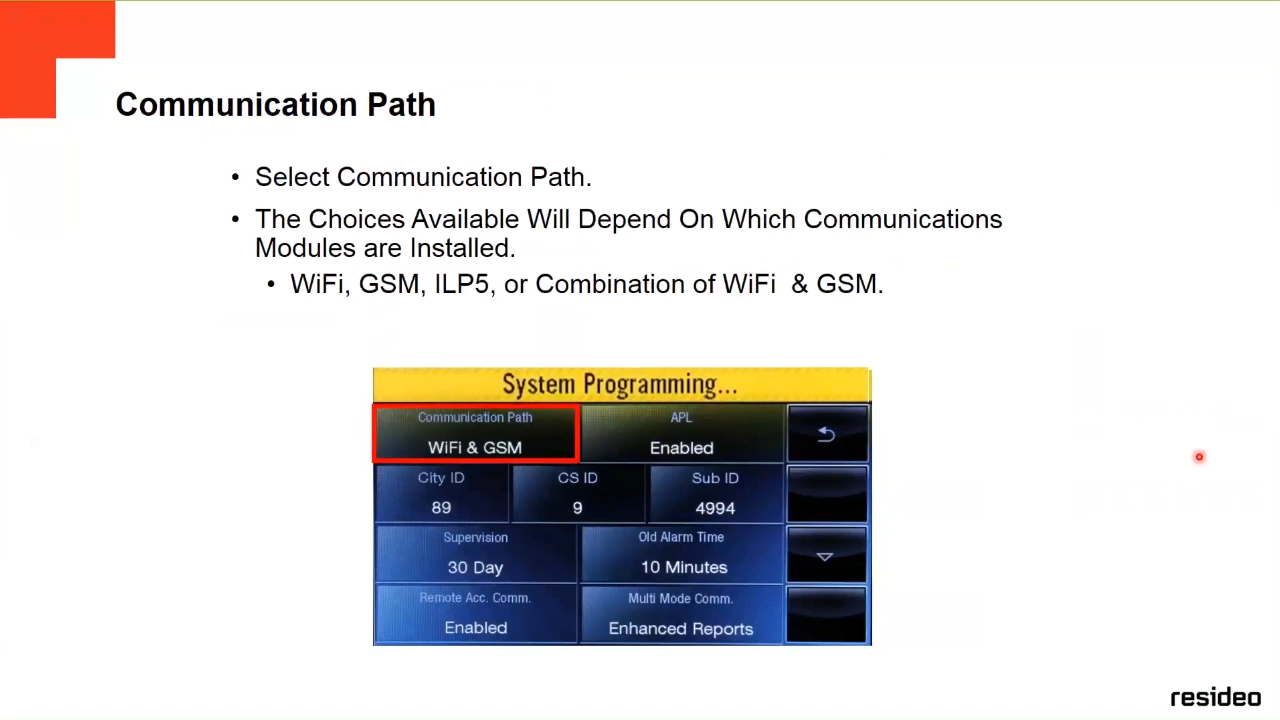 Communication Path
• Select Communication Path.
• The Choices Available Will Depend On Which Communications
Modules are Installed.
• WiFi, GSM, ILP5, or Combination of WiFi & GSM.
System Programming...
Communication Path
WiFi & GSM
APL
Enabled
City ID
89
CS ID
9
Sub ID
4994
Supervision
30 Day
Old Alarm Time
10 Minutes
Remote Acc. Comm.
Enabled
Multi Mode Comm.
Enhanced Reports
resideo